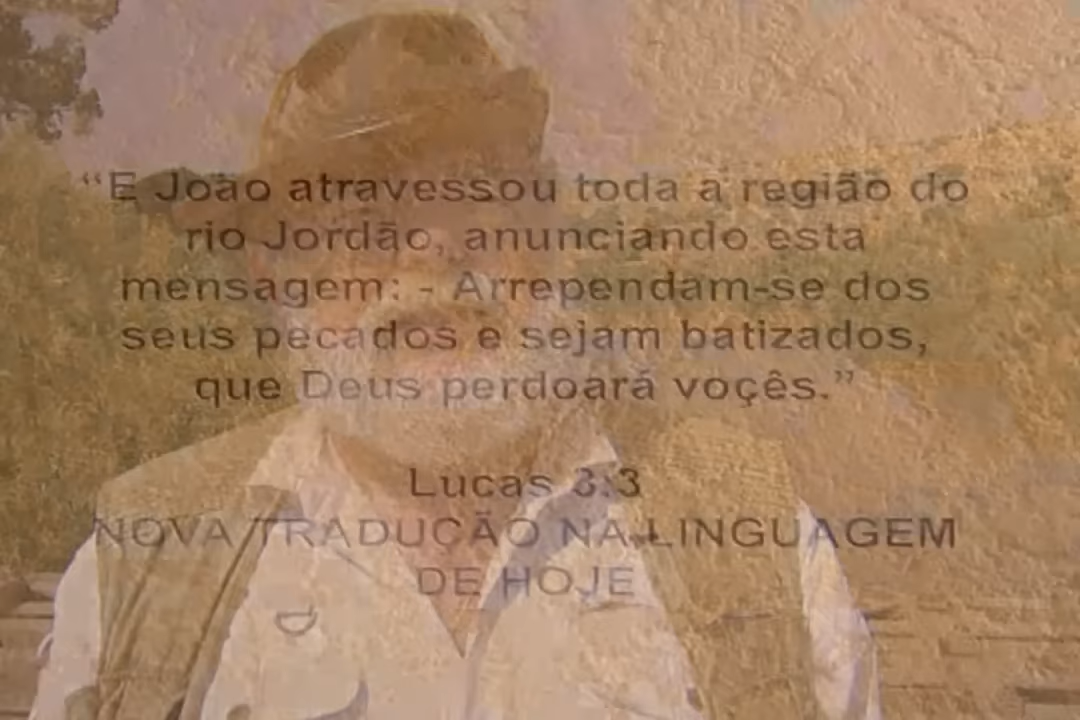 “E João atravessou toda a região do
rio Jordão, anunciando esta
mensagem: - Arrependam-se dos
seus pecados e sejam batizados,
que Deus perdoará voçês.”
Lucas 3:3
NOVA TRADUÇÃO NA LINGUAGEM
DE HOJE